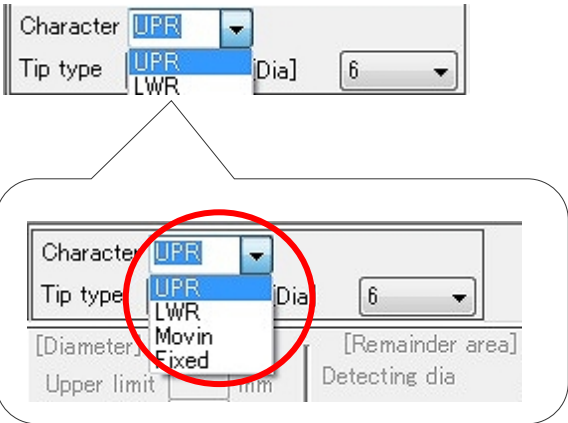 Character UPR
Tip type UPR [Dia] 6
LWR
Character UPR
Tip type UPR [Dia] 6
LWR
[Diameter] Movin [Remainder area]
Fixed
Upper limit mm Detecting dia